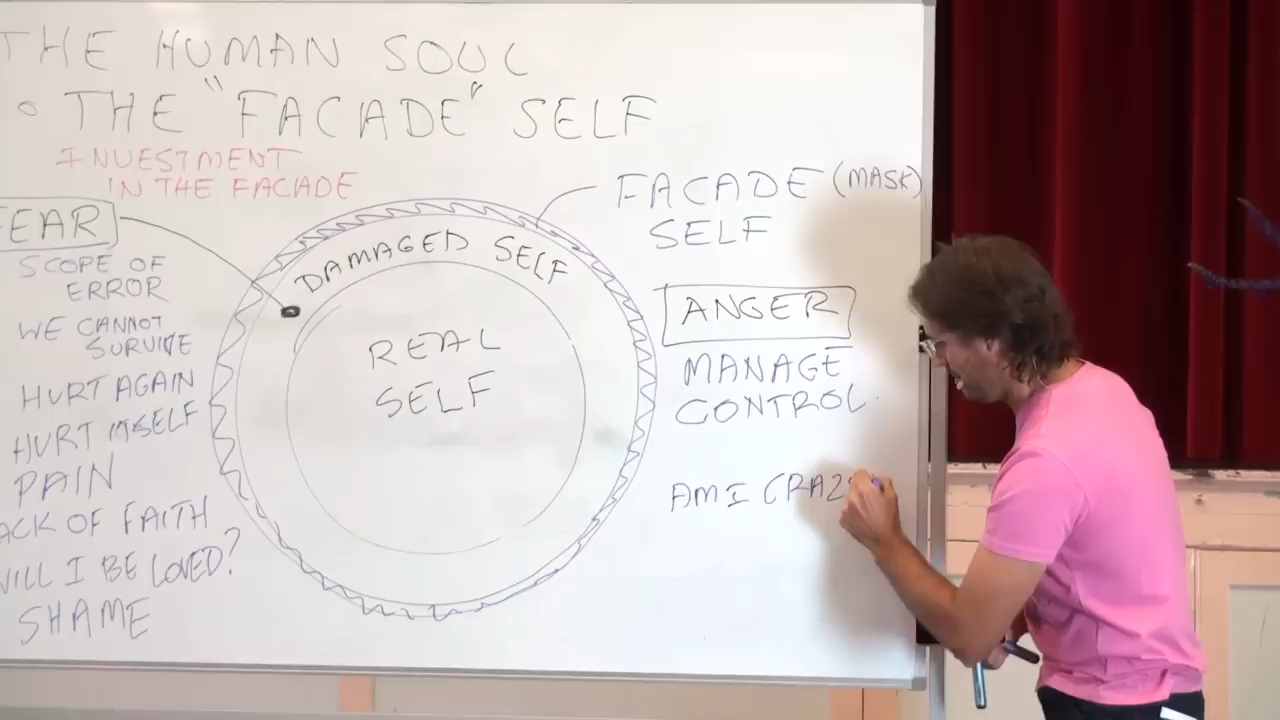 THE HUMAN SOUL
• THE "FACADE" SELF
INVESTMENT
IN THE FACADE
FEAR
SCOPE OF
ERROR
WE CANNOT
SURVIVE
HURT AGAIN
HURT MYSELF
PAIN
ACK OF FAITH
WILL I BE LOVED?
SHAME
DAMAGED SELF
REAL
SELF
FACADE (MASK)
SELF
ANGER
MANAGE
CONTROL.
AM I CRAZ